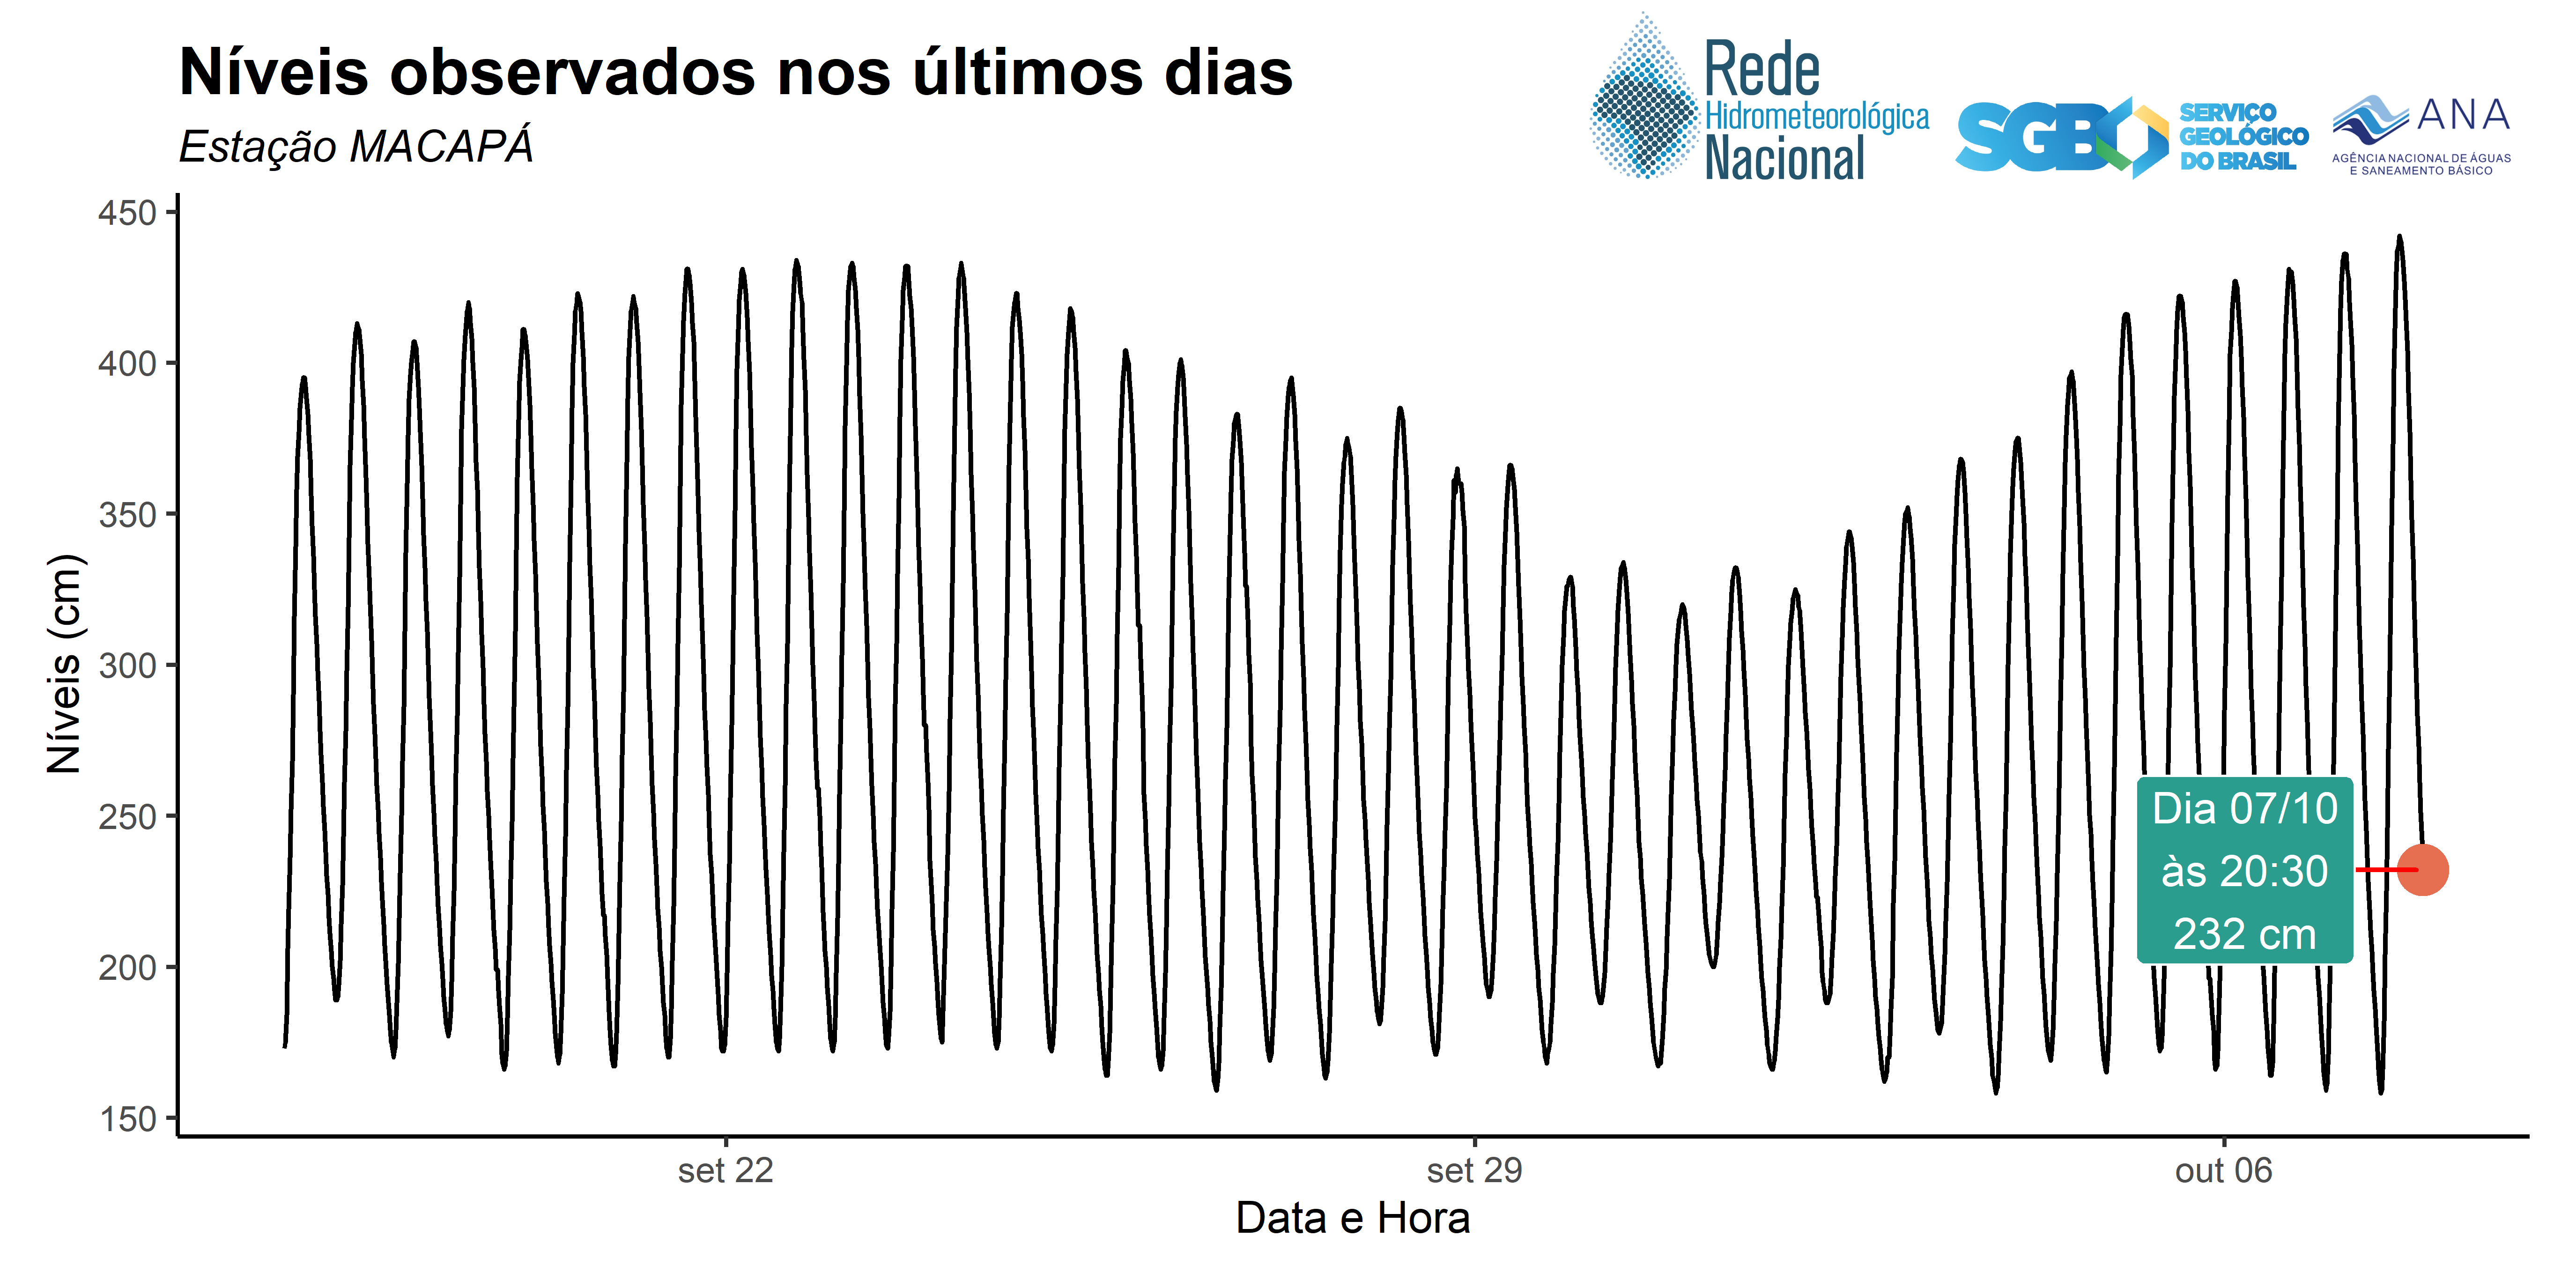 Níveis observados nos últimos dias
Estação MACAPÁ
Rede
Hidrometeorológica
Nacional
SGB
SERVIÇO
GEOLÓGICO
DO BRASIL
ANA
AGÊNCIA NACIONAL DE ÁGUAS
E SANEAMENTO BÁSICO
Níveis (cm)
450
400
350
300
250
200
150
Dia 07/10
às 20:30
232 cm
set 22
set 29
out 06
Data e Hora